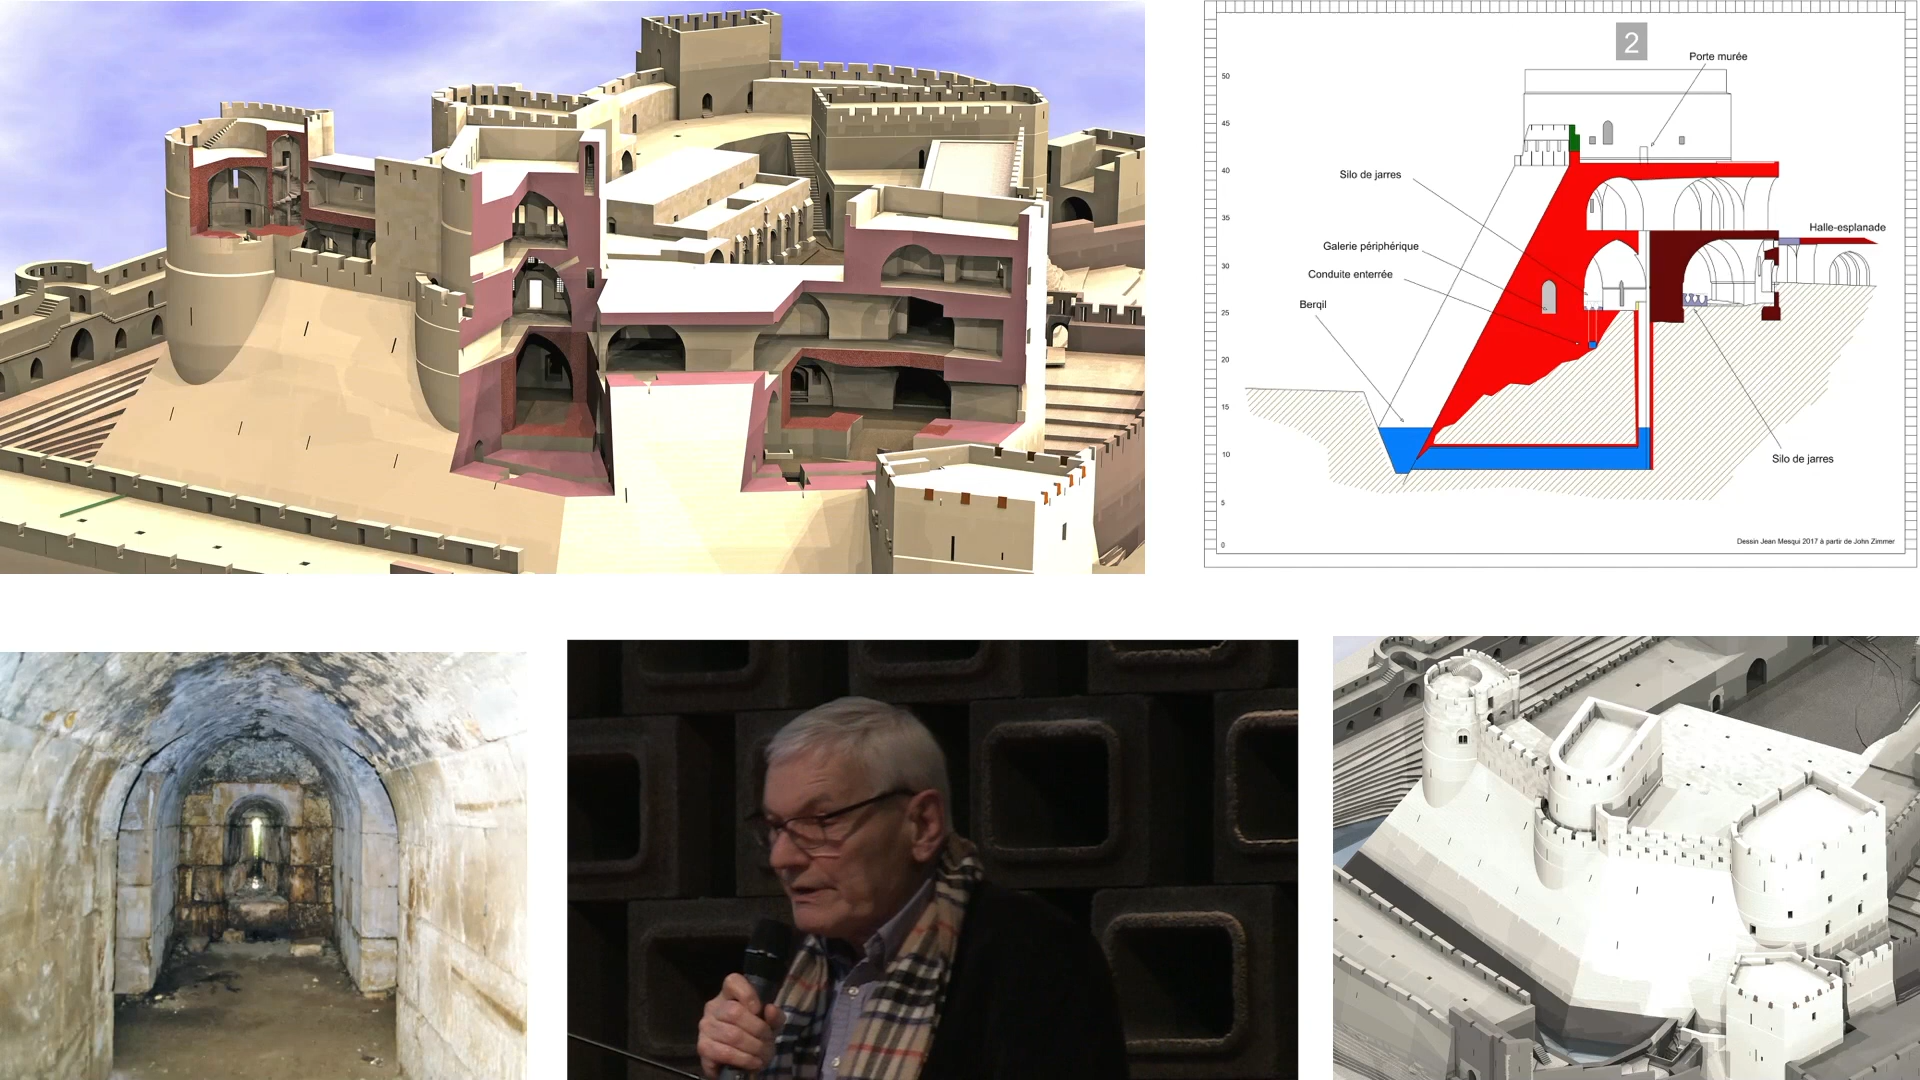 2
Porte murée
50
45
Silo de jarres
40
35
Halle-esplanade
Galerie périphérique
30
Conduite enterrée
Berqil
25
20
15
10
Silo de jarres
5
0
Dessin Jean Mesqui 2017 à partir de John Zimmer